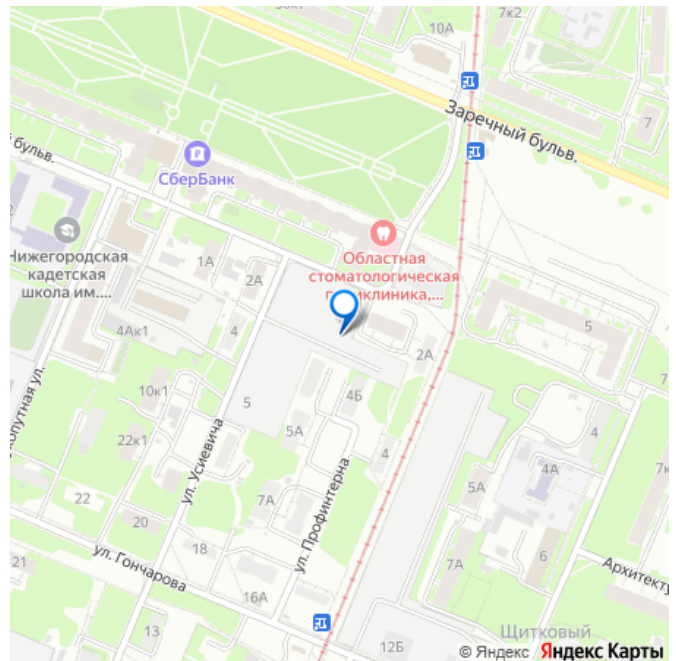 7к2
10А
Заречный бульв.
7
СберБанк
бульв.
Нижегородская
кадетская
школа им.
....
Областная
стоматологическая
поликлиника,...
1А
2А
4Ак1
4
5
2А
5
10к1
4Б
5А
5
4
4
4А
22к1
ул. Усиевича
7А
5А
22
20
18
ул. Профинтерна
7А
6
ул. Гончарова
21
16А
13
12Б
Щитковый
© Яндекс Яндекс Карты